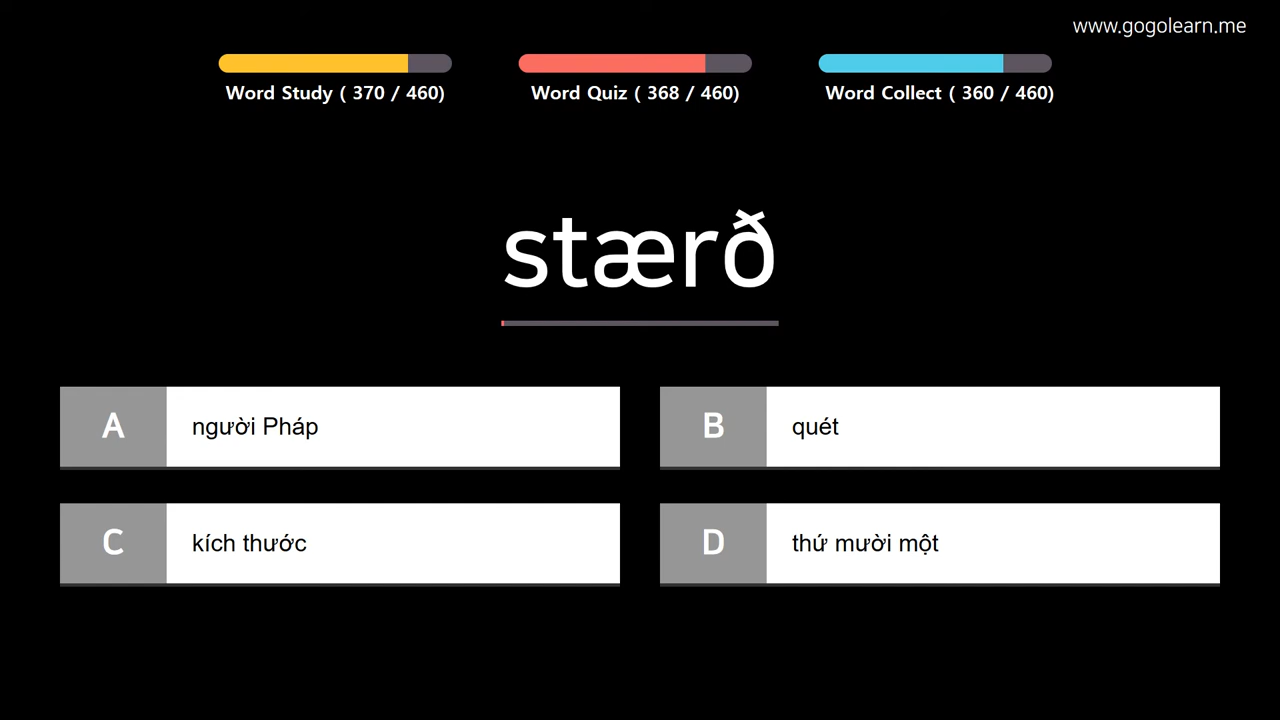 www.gogolearn.me
Word Study ( 370 / 460)
Word Quiz ( 368 / 460)
Word Collect ( 360 / 460)
stærð
A người Pháp
B quét
C kích thước
D thứ mười một